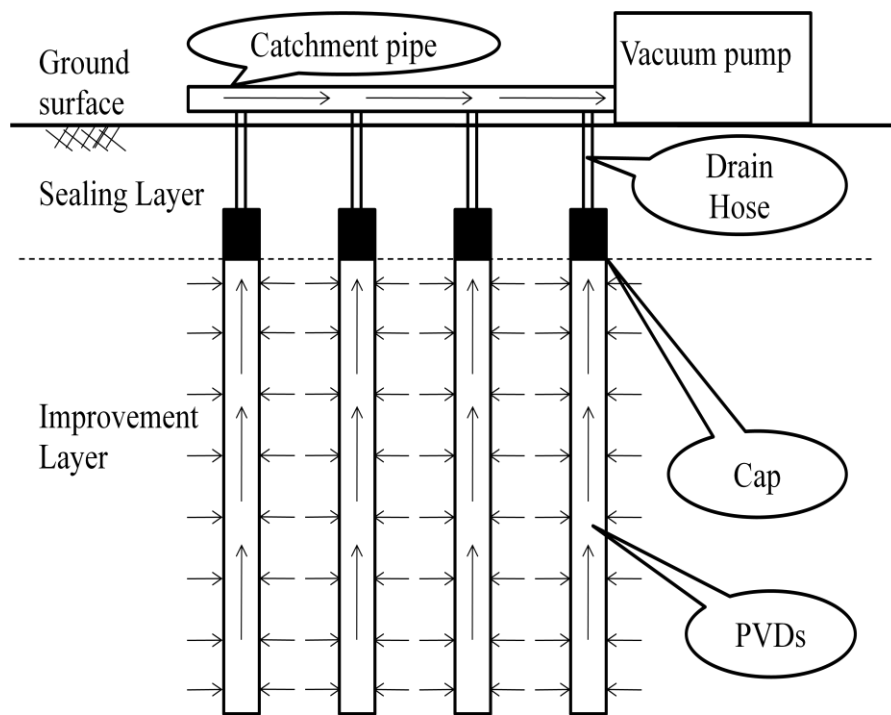 Catchment pipe
Vacuum pump
Ground
surface
Drain
Hose
Sealing Layer
Improvement
Layer
Cap
PVDs